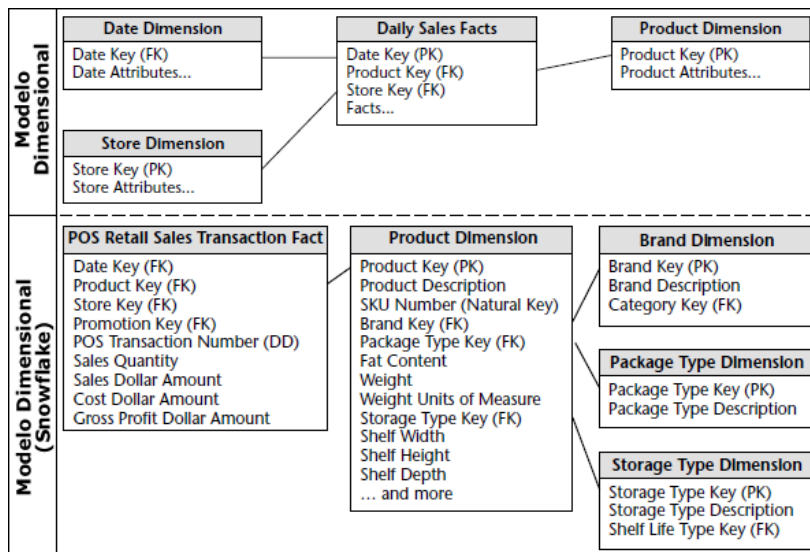 Modelo
Dimensional
Date Dimension
Date Key (FK)
Date Attributes...
Daily Sales Facts
Date Key (PK)
Product Key (FK)
Store Key (FK)
Facts...
Product Dimension
Product Key (PK)
Product Attributes...
Store Dimension
Store Key (PK)
Store Attributes...
Modelo Dimensional
(Snowflake)
POS Retail Sales Transaction Fact
Date Key (FK)
Product Key (FK)
Store Key (FK)
Promotion Key (FK)
POS Transaction Number (DD)
Sales Quantity
Sales Dollar Amount
Cost Dollar Amount
Gross Profit Dollar Amount
Product Dimension
Product Key (PK)
Product Description
SKU Number (Natural Key)
Brand Key (FK)
Package Type Key (FK)
Fat Content
Weight
Weight Units of Measure
Storage Type Key (FK)
Shelf Width
Shelf Height
Shelf Depth
... and more
Brand Dimension
Brand Key (PK)
Brand Description
Category Key (FK)
Package Type Dimension
Package Type Key (PK)
Package Type Description
Storage Type Dimension
Storage Type Key (PK)
Storage Type Description
Shelf Life Type Key (FK)